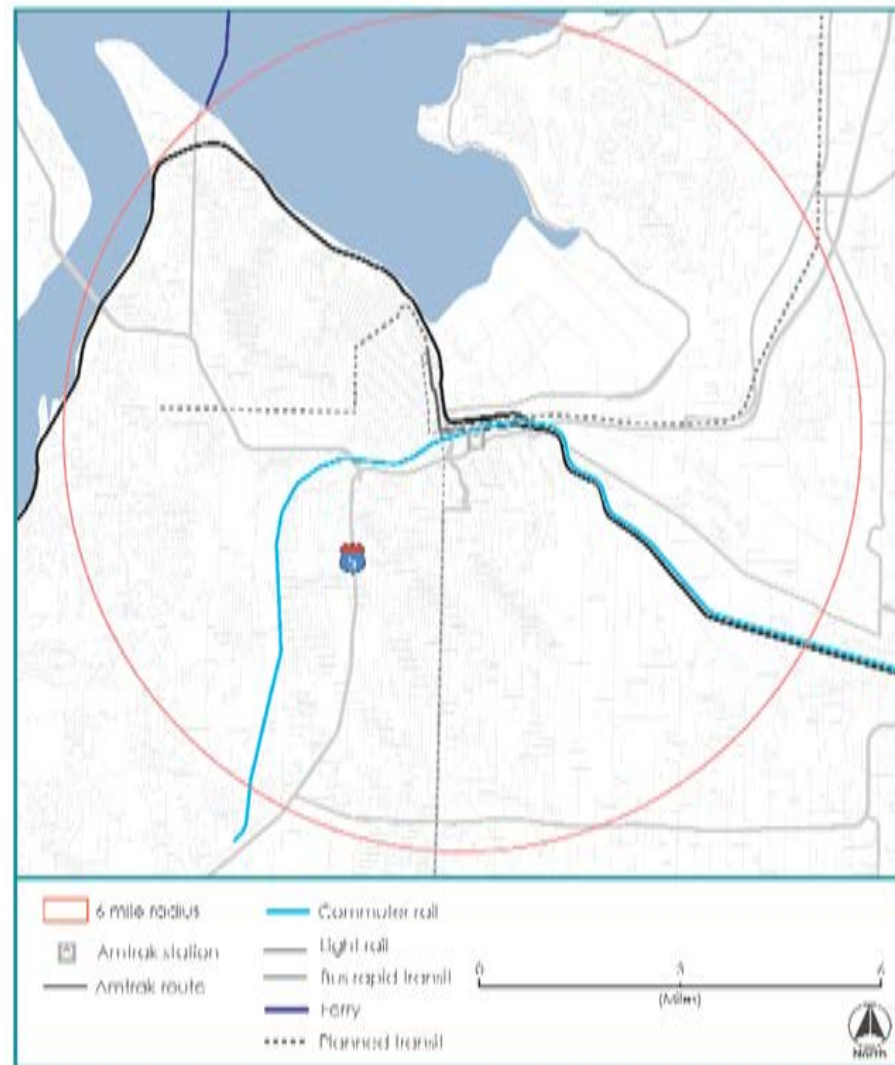 6 mile radius
Amtrak station
Amtrak route
Commuter rail
Light rail
Bus rapid transit
Ferry
Planned transit
0 3 6
(Miles)
North